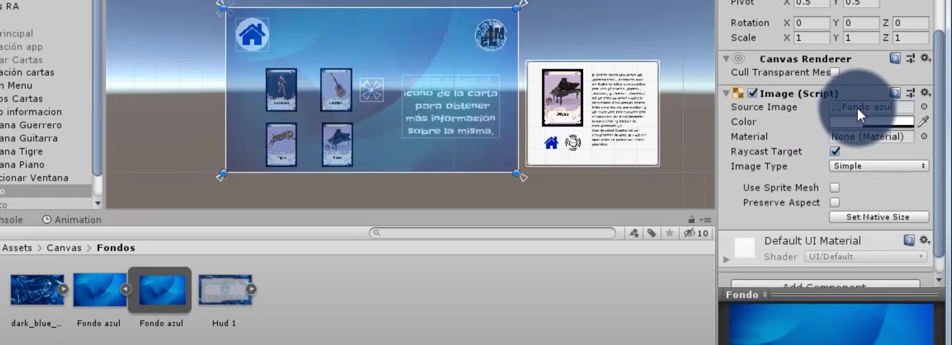 s RA
rincipal
ación app
ar Cartas
ación cartas
n Menu
os Cartas
o informacion
ana Guerrero
ana Guitarra
ana Tigre
ana Piano
cionar Ventana
o
to
icono de la carta
para obtener
más información
sobre la misma.
Pivot X 0.5 Y 0.5
Rotation X 0 Y 0 Z 0
Scale X 1 Y 1 Z 1
Canvas Renderer
Cull Transparent Mes
Image (Script)
Source Image Fondo azul
Color
Material None (Material)
Raycast Target
Image Type Simple
Use Sprite Mesh
Preserve Aspect
Set Native Size
Default UI Material
Shader UI/Default
Add Component
Fondo
nsole Animation
10
Assets > Canvas > Fondos
dark_blue_... Fondo azul Fondo azul Hud 1